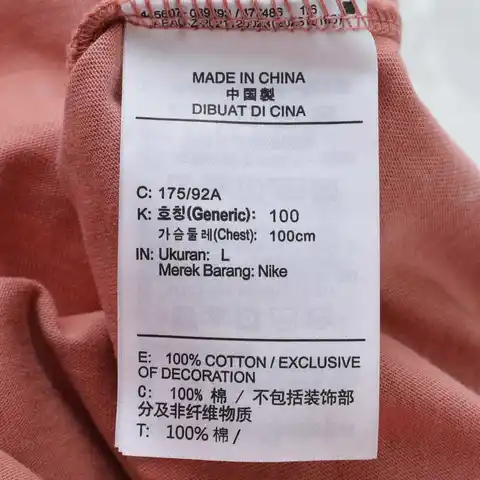 MADE IN CHINA
中国製
DIBUAT DI CINA
C: 175/92A
K: 호칭(Generic): 100
가슴둘레(Chest): 100cm
IN: Ukuran: L
Merek Barang: Nike
E: 100% COTTON / EXCLUSIVE
OF DECORATION
C: 100% 棉 / 不包括装饰部
分及非纤维物质
T: 100% 棉 /